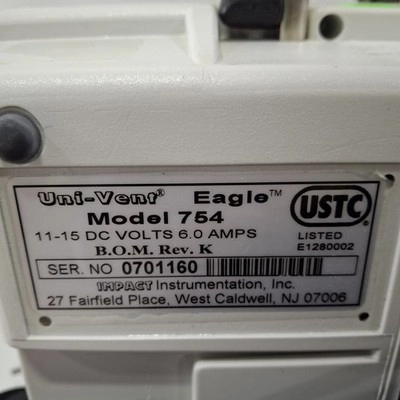 Uni-Vent® Eagle™
Model 754
11-15 DC VOLTS 6.0 AMPS
B.O.M. Rev. K
USTC
LISTED
E1280002
SER. NO 0701160
IMPACT Instrumentation, Inc.
27 Fairfield Place, West Caldwell, NJ 07006